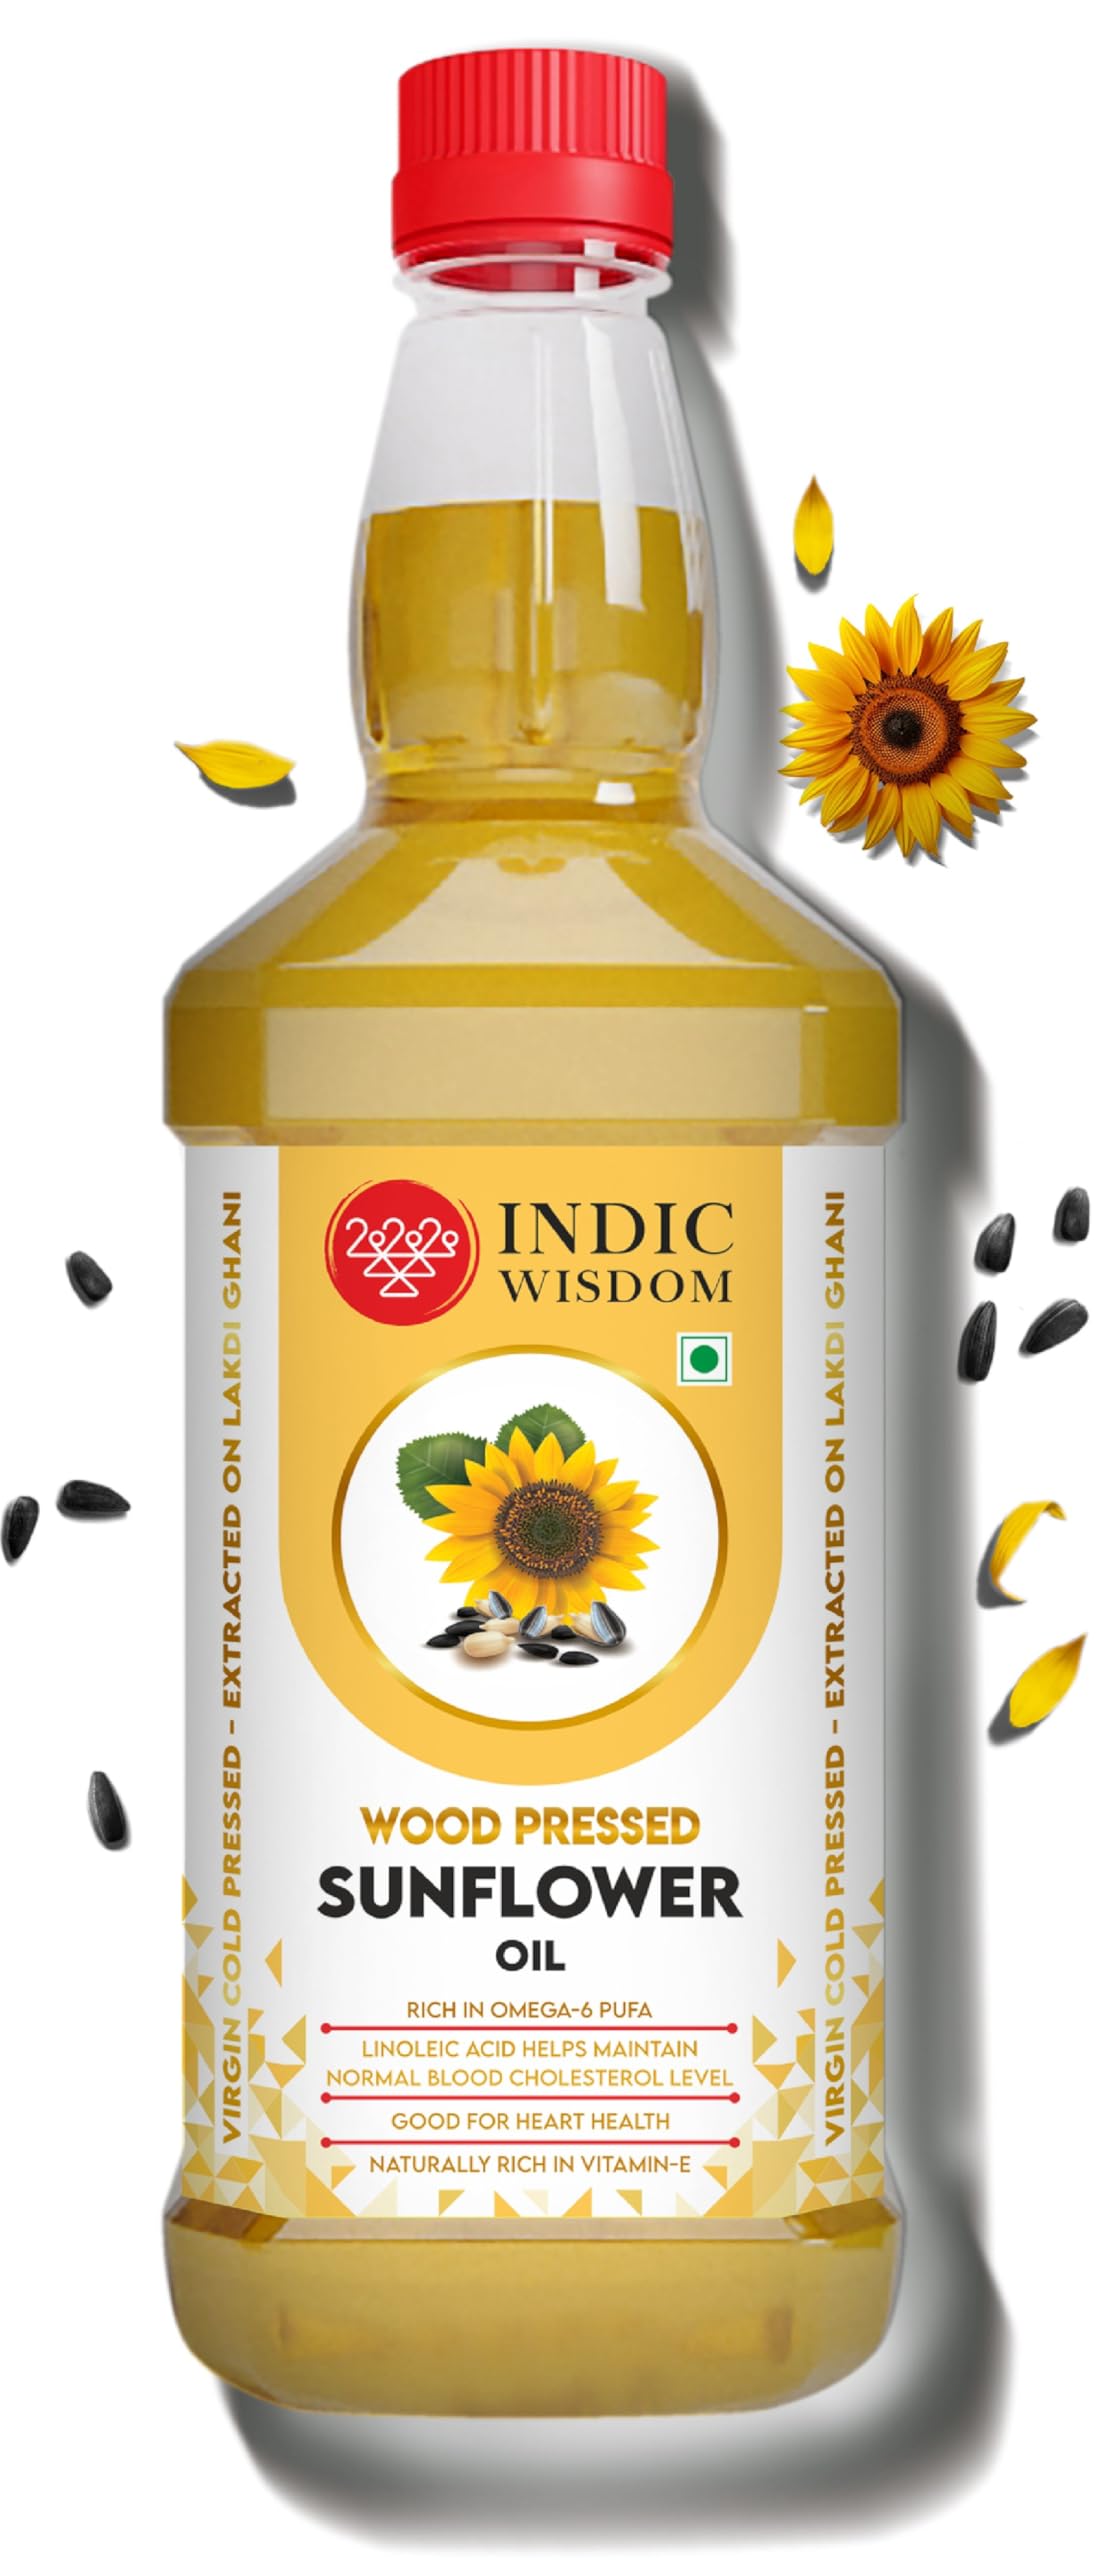 INDIC
WISDOM
WOOD PRESSED
SUNFLOWER
OIL
RICH IN OMEGA-6 PUFA
LINOLEIC ACID HELPS MAINTAIN
NORMAL BLOOD CHOLESTEROL LEVEL
GOOD FOR HEART HEALTH
NATURALLY RICH IN VITAMIN-E
VIRGIN COLD PRESSED - EXTRACTED ON LAKDI GHANI
VIRGIN COLD PRESSED - EXTRACTED ON LAKDI GHANI